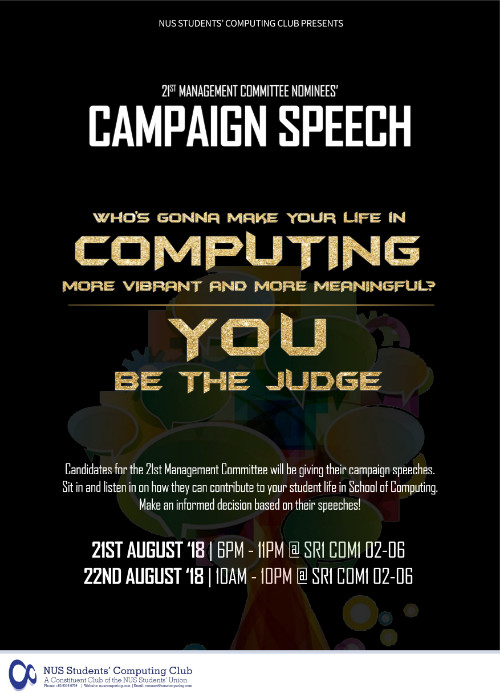 NUS STUDENTS' COMPUTING CLUB PRESENTS
21ST MANAGEMENT COMMITTEE NOMINEES'
CAMPAIGN SPEECH
WHO'S GONNA MAKE YOUR LIFE IN
COMPUTING
MORE VIBRANT AND MORE MEANINGFUL?
YOU
BE THE JUDGE
Candidates for the 21st Management Committee will be giving their campaign speeches.
Sit in and listen in on how they can contribute to your student life in School of Computing.
Make an informed decision based on their speeches!
21ST AUGUST '18 | 6PM - 11PM @ SR1 COM1 02-06
22ND AUGUST '18 | 10AM - 10PM @ SR1 COM1 02-06
NUS Students' Computing Club
A Constituent Club of the NUS Students' Union